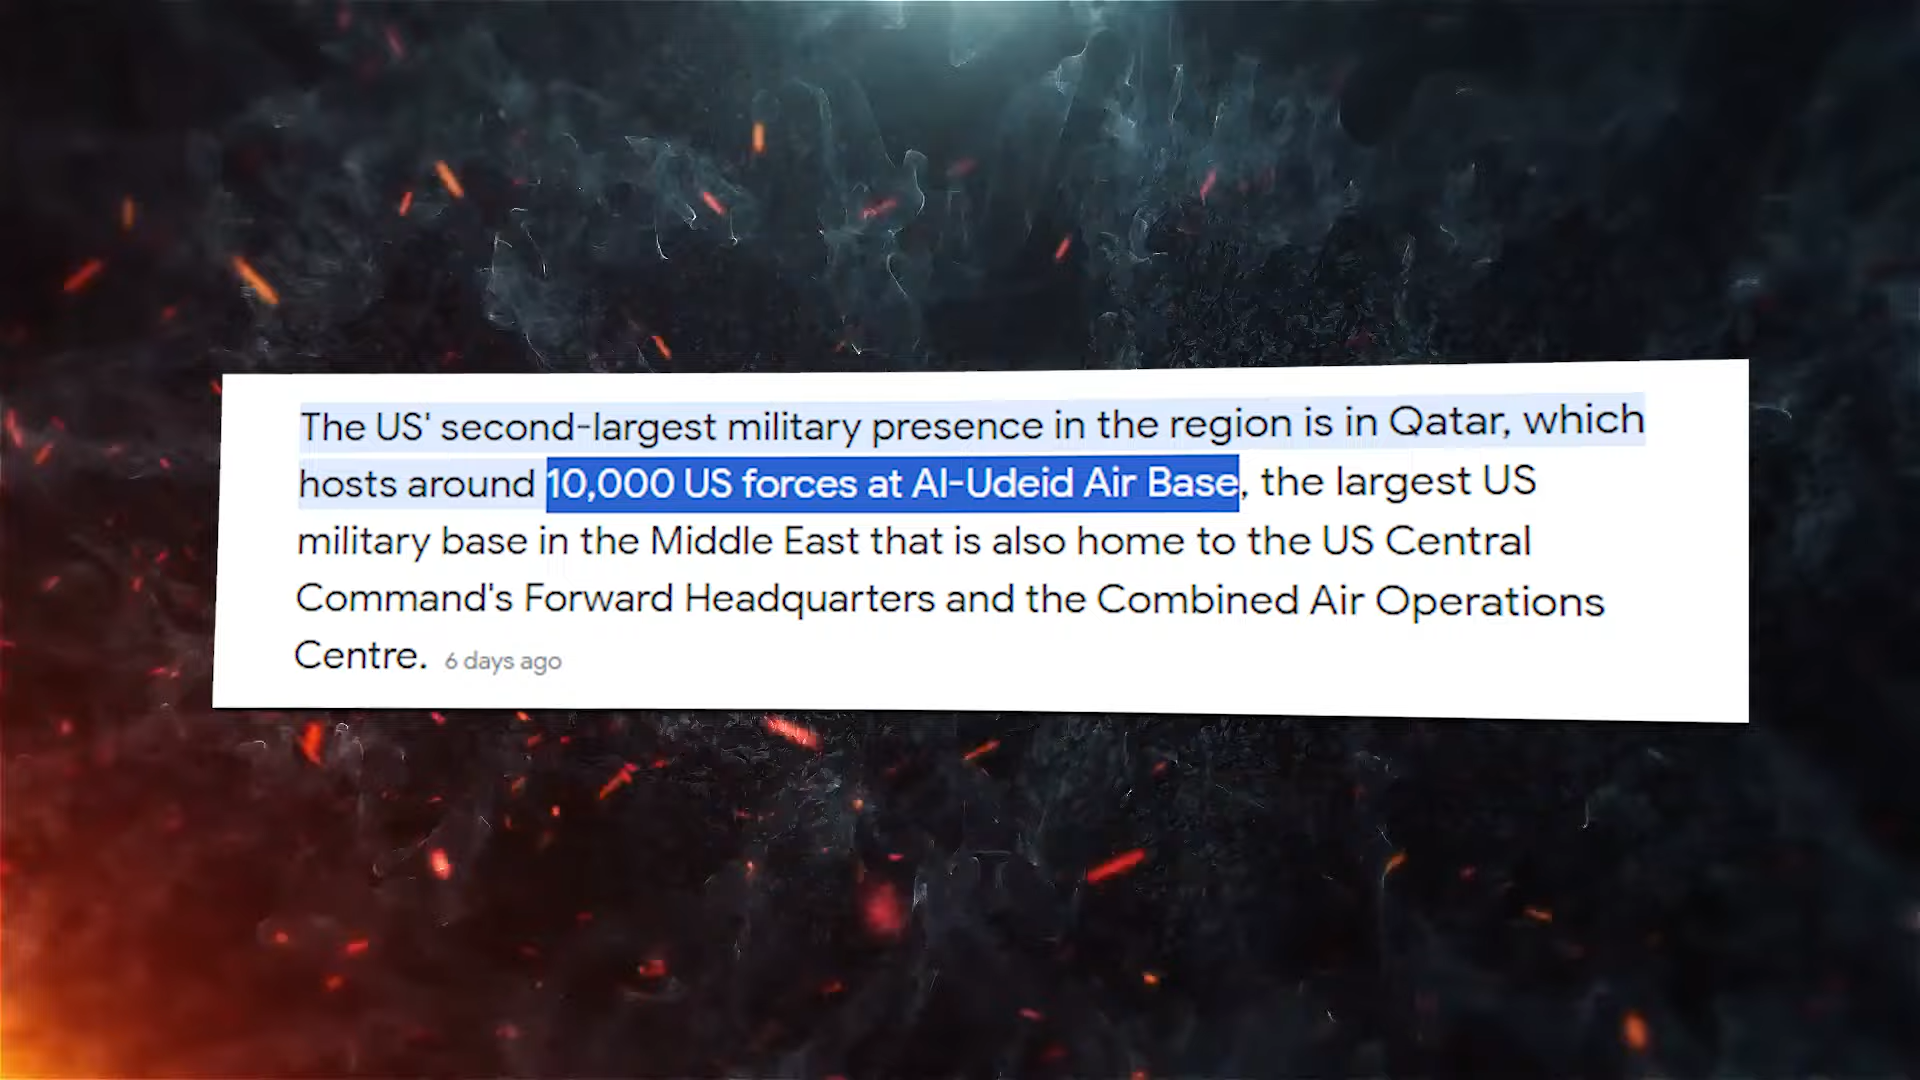 The US' second-largest military presence in the region is in Qatar, which
hosts around 10,000 US forces at Al-Udeid Air Base, the largest US
military base in the Middle East that is also home to the US Central
Command's Forward Headquarters and the Combined Air Operations
Centre. 6 days ago